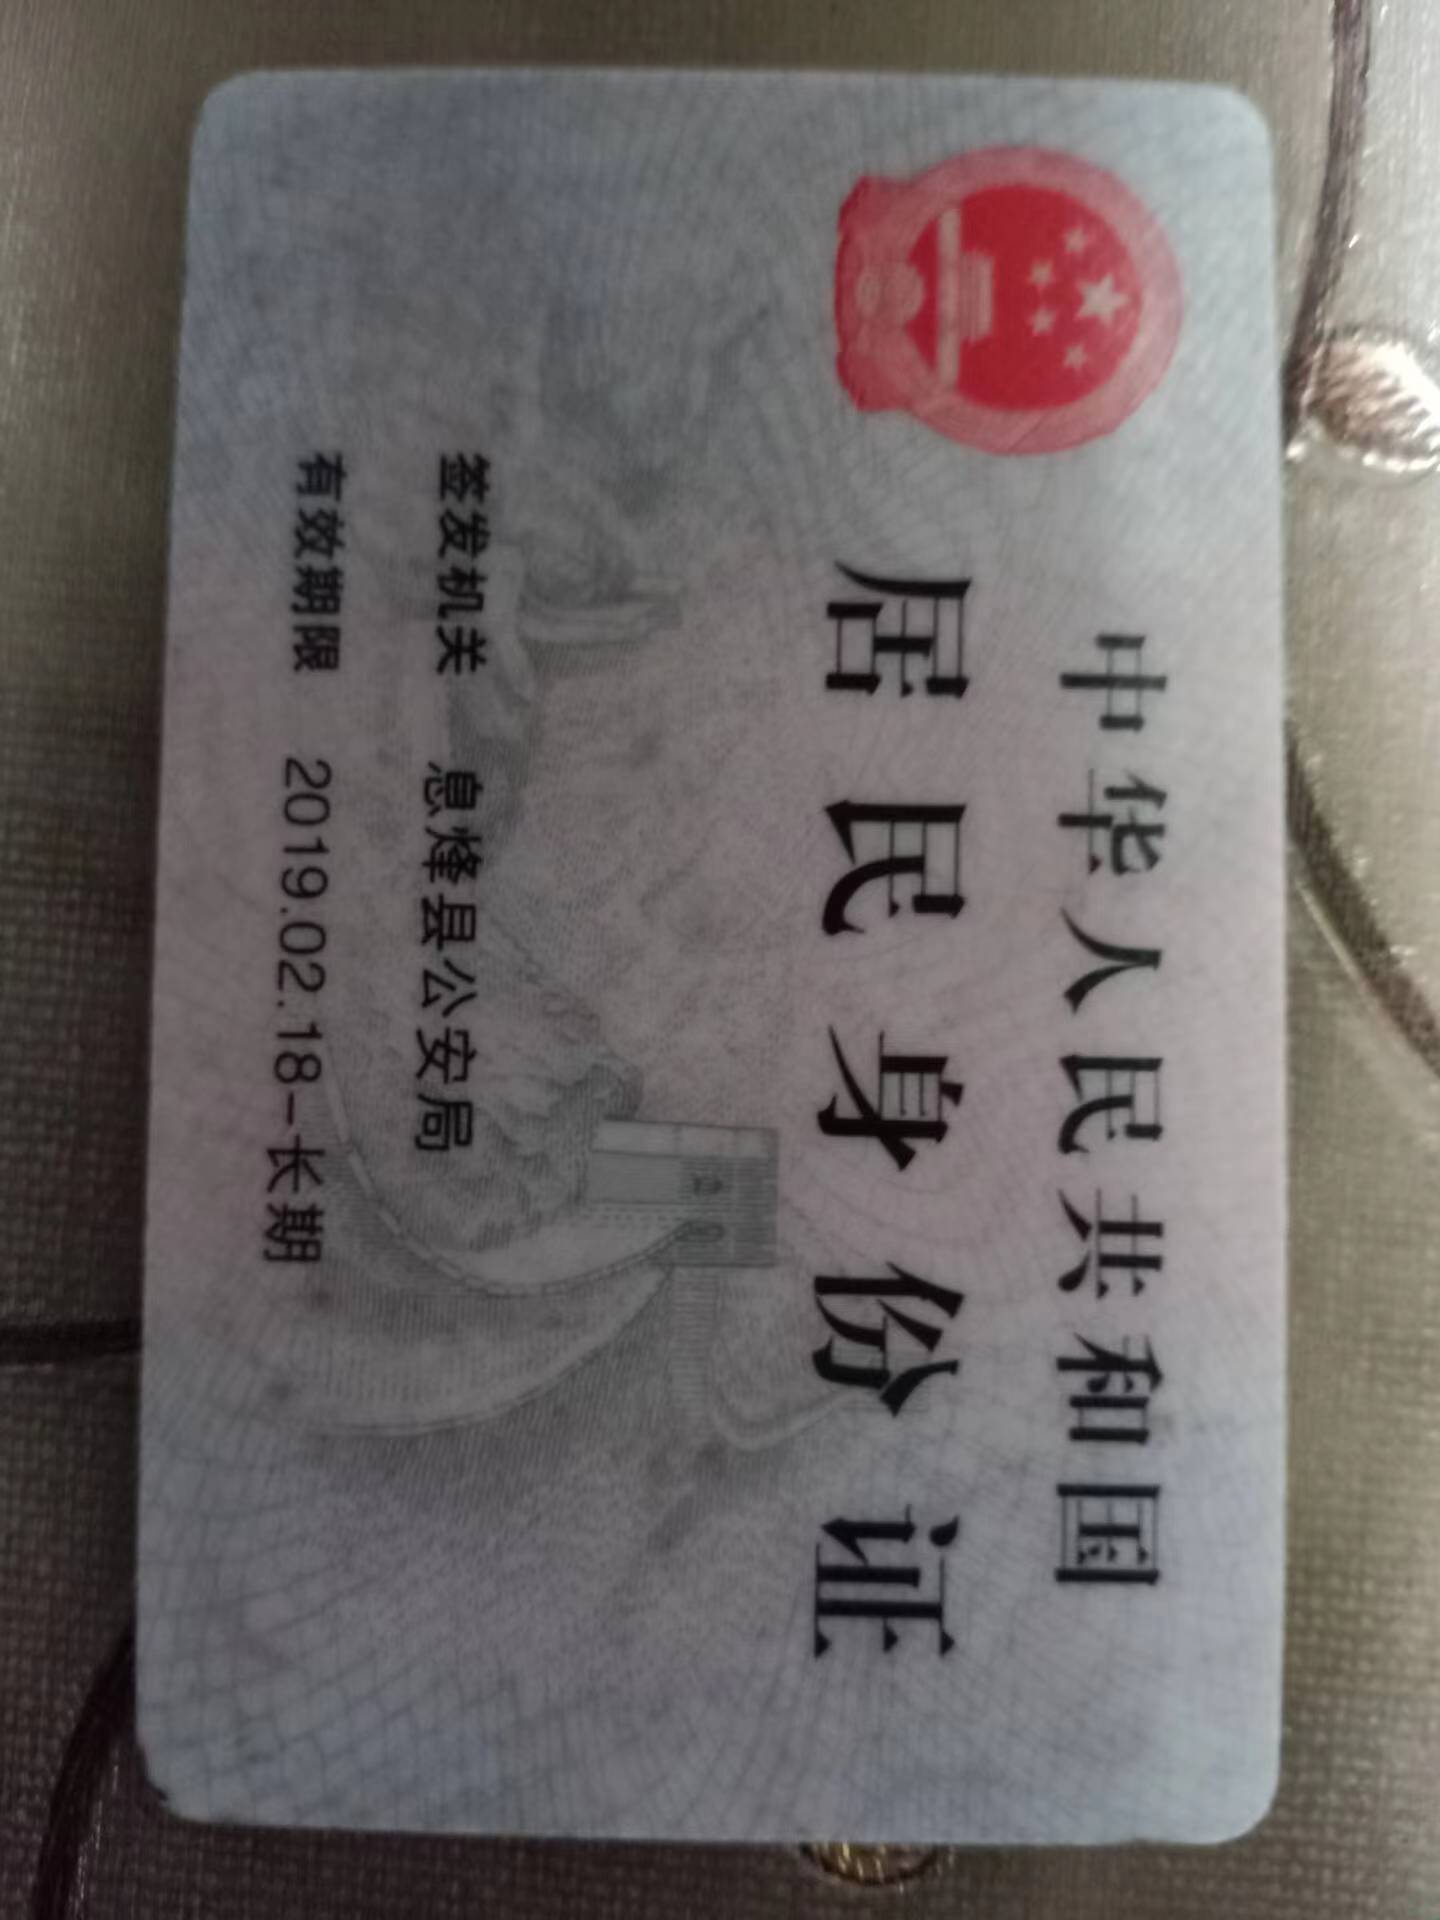 中华人民共和国
居民身份证
签发机关 息烽县公安局
有效期限 2019.02.18-长期